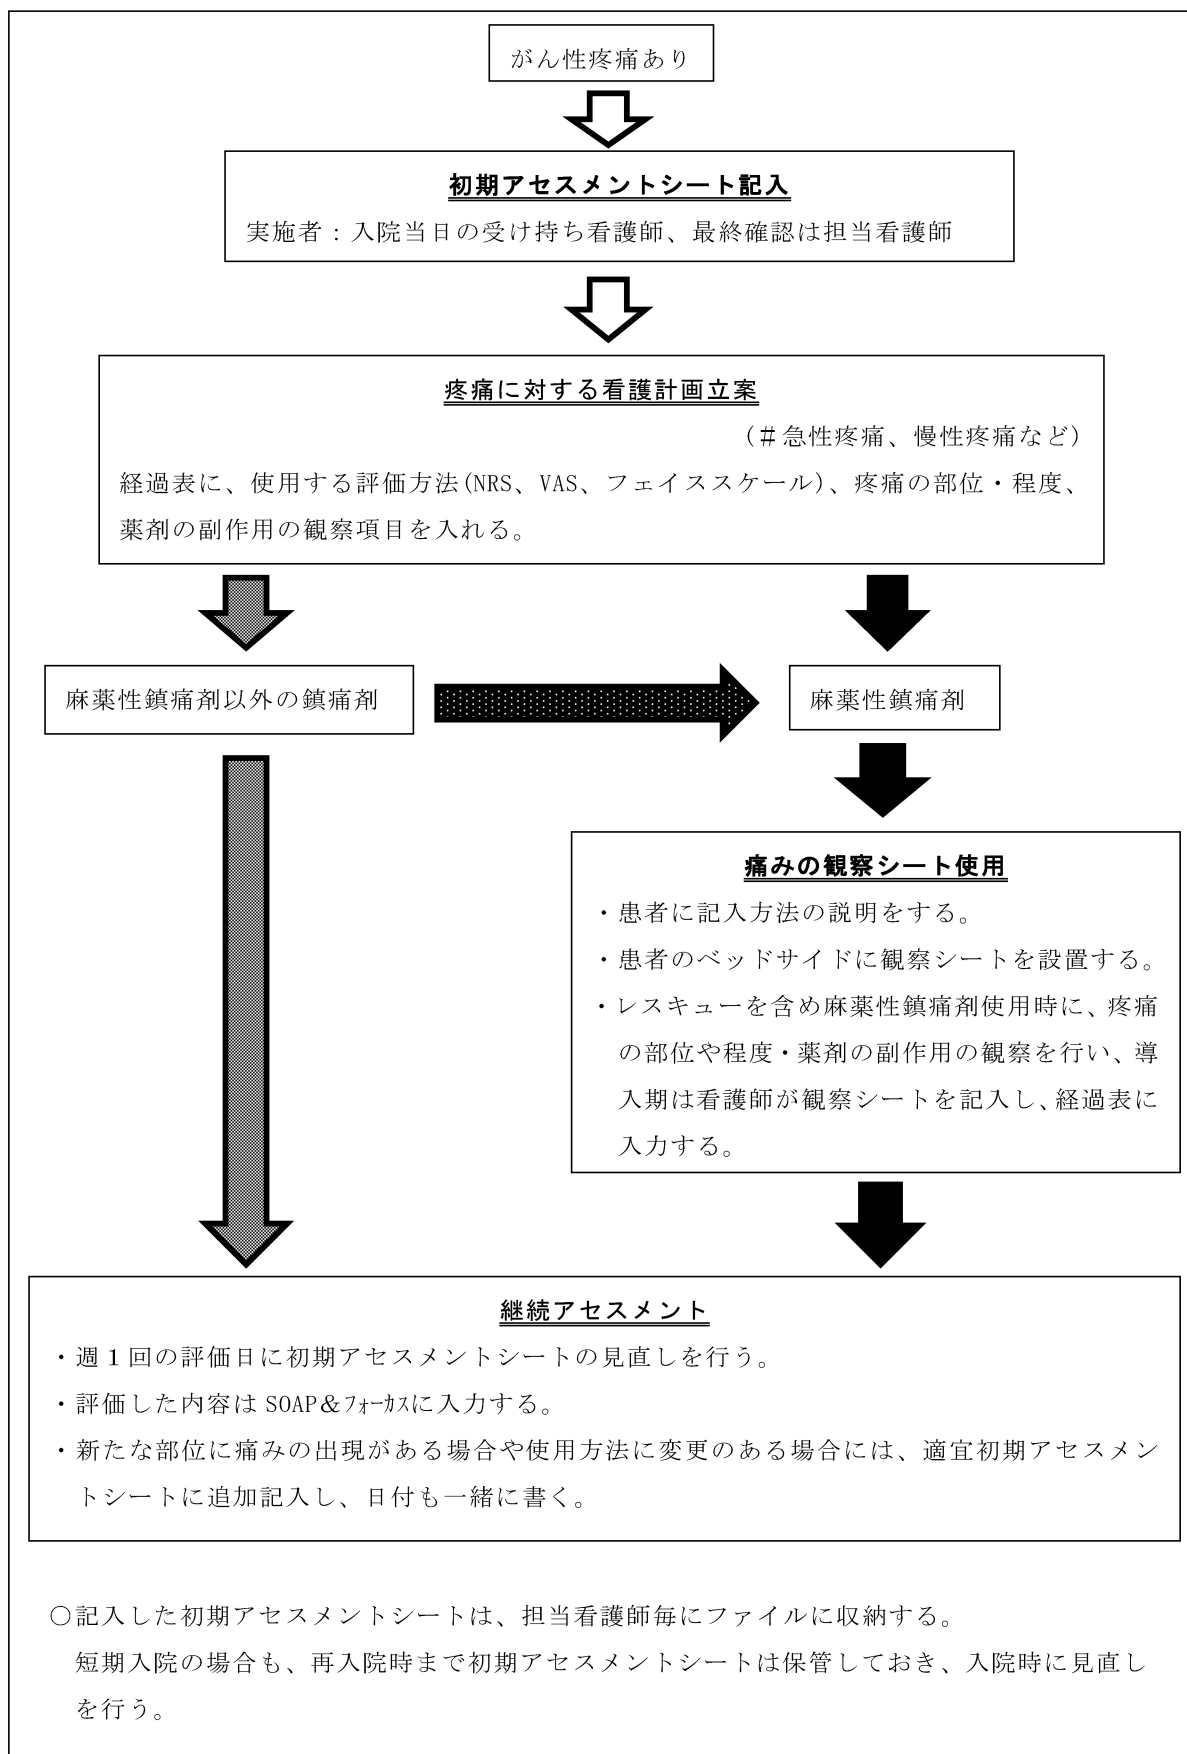 がん性疼痛あり
初期アセスメントシート記入
実施者：入院当日の受け持ち看護師、最終確認は担当看護師
疼痛に対する看護計画立案
（＃急性疼痛、慢性疼痛など）
経過表に、使用する評価方法(NRS、VAS、フェイススケール)、疼痛の部位・程度、
薬剤の副作用の観察項目を入れる。
麻薬性鎮痛剤以外の鎮痛剤
麻薬性鎮痛剤
痛みの観察シート使用
・患者に記入方法の説明をする。
・患者のベッドサイドに観察シートを設置する。
・レスキューを含め麻薬性鎮痛剤使用時に、疼痛
の部位や程度・薬剤の副作用の観察を行い、導
入期は看護師が観察シートを記入し、経過表に
入力する。
継続アセスメント
・週１回の評価日に初期アセスメントシートの見直しを行う。
・評価した内容は SOAP＆ﾌｫｰｶｽに入力する。
・新たな部位に痛みの出現がある場合や使用方法に変更のある場合には、適宜初期アセスメン
トシートに追加記入し、日付も一緒に書く。
○記入した初期アセスメントシートは、担当看護師毎にファイルに収納する。
短期入院の場合も、再入院時まで初期アセスメントシートは保管しておき、入院時に見直し
を行う。